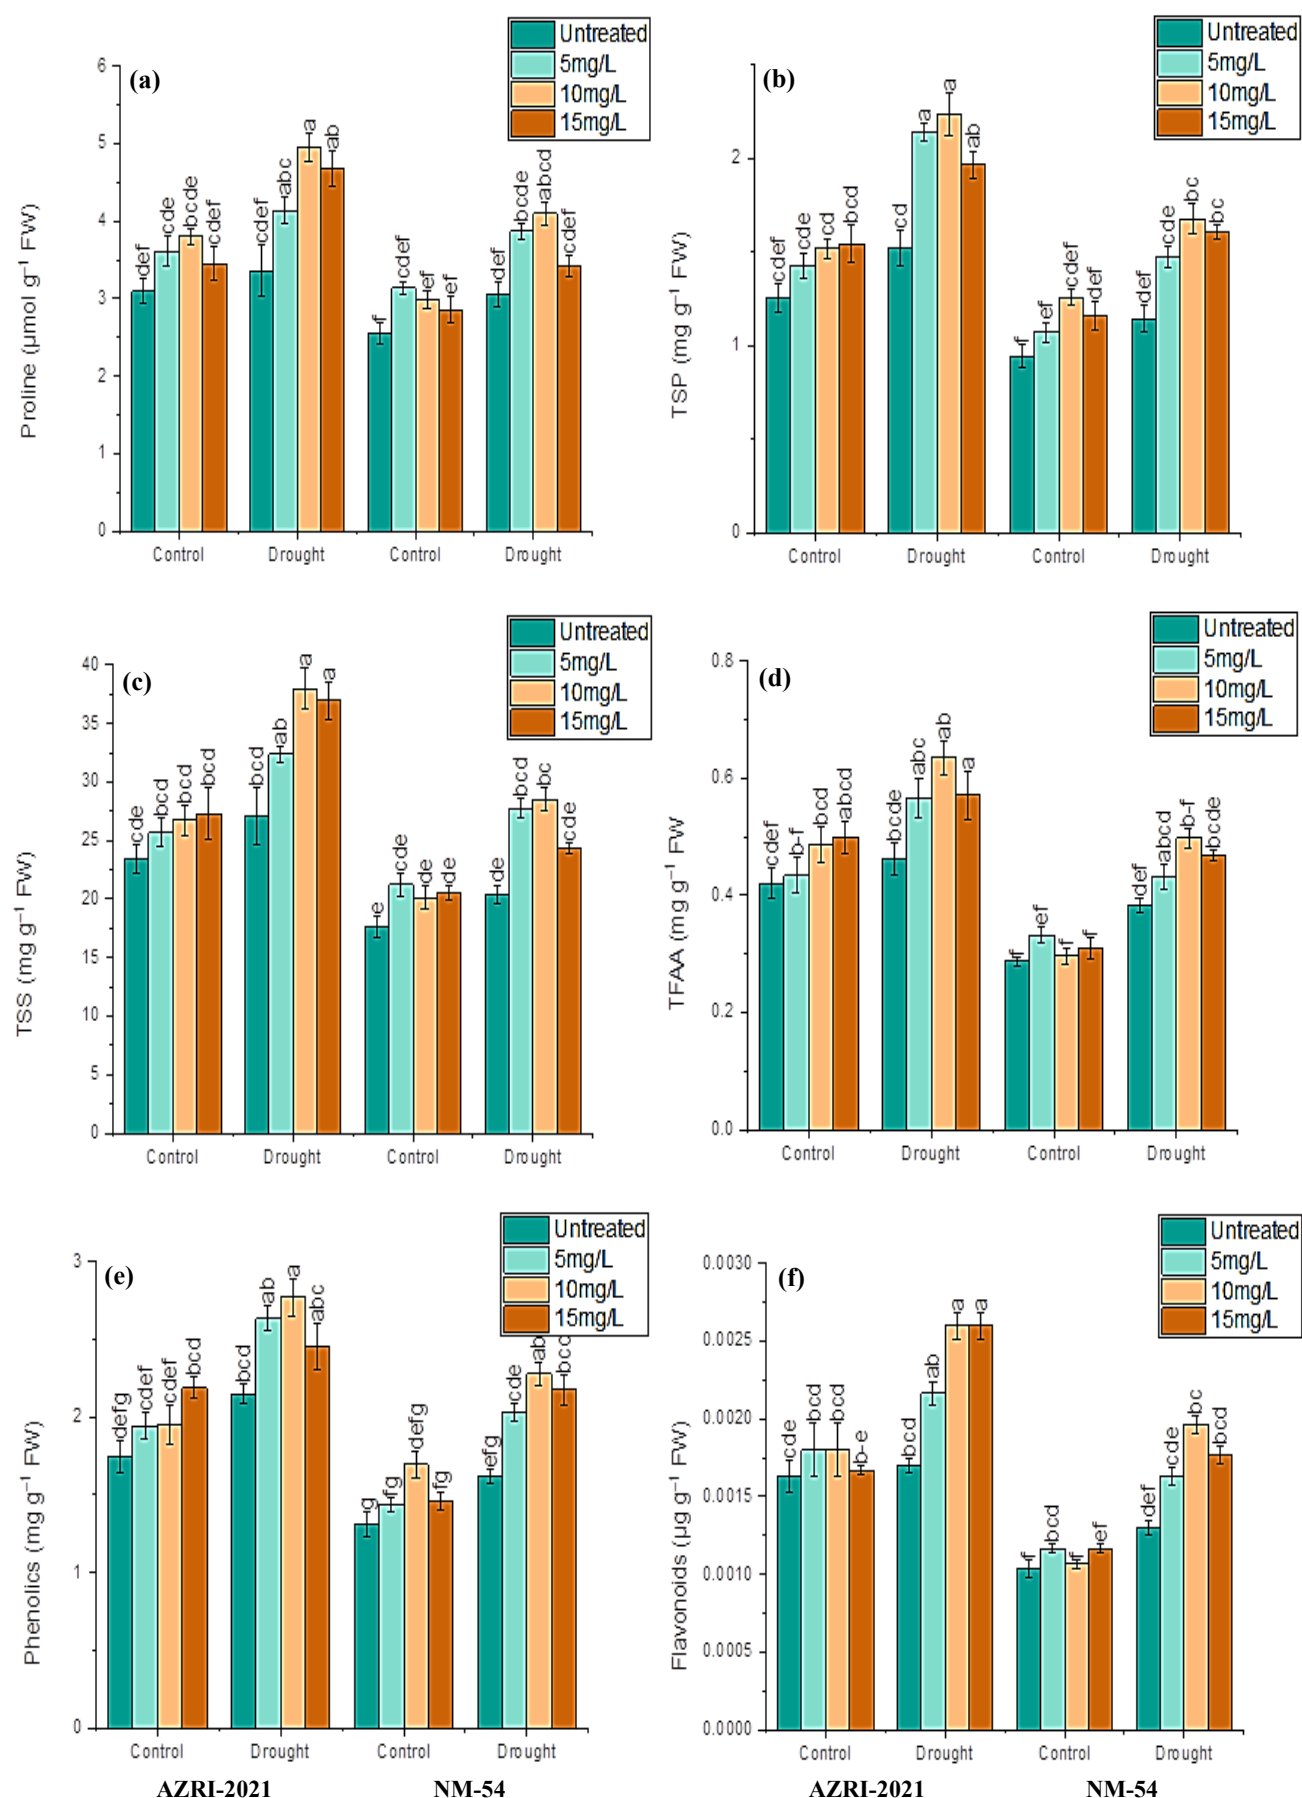 (a)
Untreated
5mg/L
10mg/L
15mg/L
Proline (µmol g⁻¹ FW)
6
5
4
3
2
1
0
def
cde
bcde
cdef
cdef
abc
a
ab
f
cdef
ef
ef
def
bcde
abcd
cdef
Control
Drought
Control
Drought
(b)
Untreated
5mg/L
10mg/L
15mg/L
TSP (mg g⁻¹ FW)
2
1
0
cdef
cde
cd
bcd
cd
a
a
ab
f
ef
cdef
def
def
cde
bc
bc
Control
Drought
Control
Drought
(c)
Untreated
5mg/L
10mg/L
15mg/L
TSS (mg g⁻¹ FW)
40
35
30
25
20
15
10
5
0
cde
bcd
bcd
bcd
bcd
ab
a
a
e
cde
de
de
de
bcd
bc
cde
Control
Drought
Control
Drought
(d)
Untreated
5mg/L
10mg/L
15mg/L
TFAA (mg g⁻¹ FW
0.8
0.6
0.4
0.2
0.0
cdef
b-f
bcd
abcd
bcde
abc
ab
a
f
ef
f
f
def
abcd
b-f
bcde
Control
Drought
Control
Drought
(e)
Untreated
5mg/L
10mg/L
15mg/L
Phenolics (mg g⁻¹ FW)
3
2
1
0
defg
cdef
cdef
bcd
bcd
ab
a
abc
g
fg
defg
fg
efg
cde
ab
bcd
Control
Drought
Control
Drought
AZRI-2021
NM-54
(f)
Untreated
5mg/L
10mg/L
15mg/L
Flavonoids (µg g⁻¹ FW)
0.0030
0.0025
0.0020
0.0015
0.0010
0.0005
0.0000
cde
bcd
bcd
b-e
bcd
ab
a
a
f
bcd
f
ef
def
cde
bc
bcd
Control
Drought
Control
Drought
AZRI-2021
NM-54